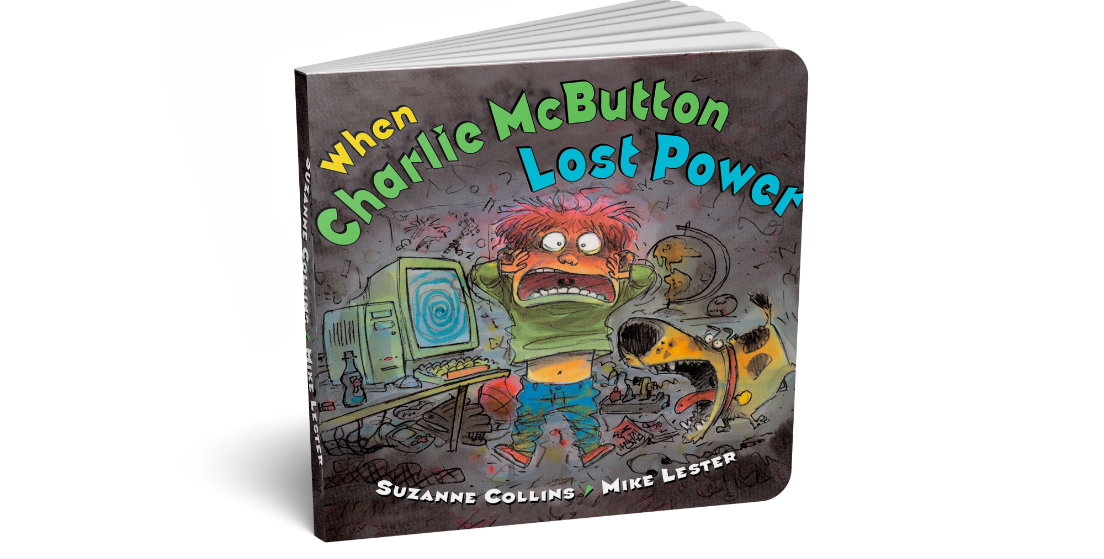 When
Charlie McButton
Lost Power
SUZANNE COLLINS MIKE LESTER
SUZANNE COLLINS MIKE LESTER